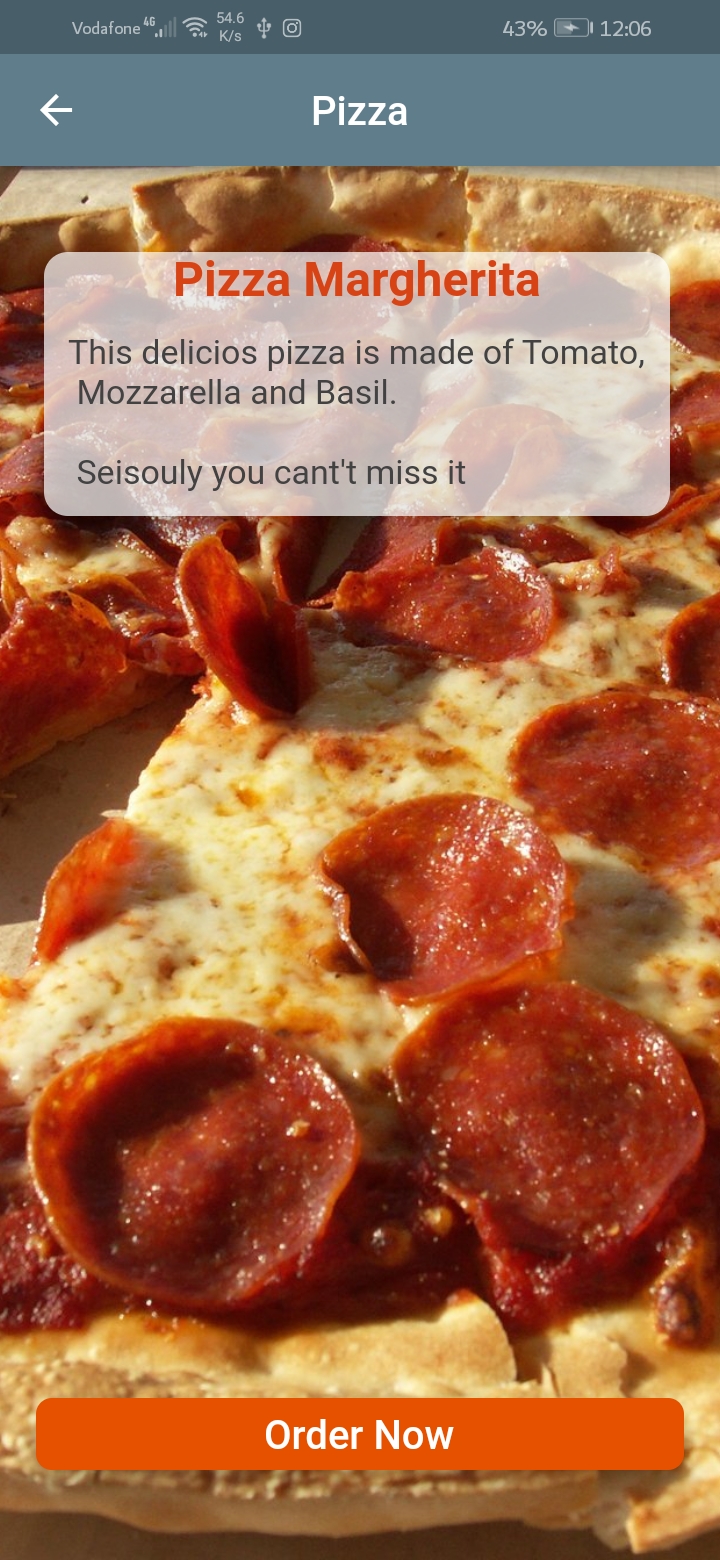 Vodafone 4G 54.6 K/s 43% 12:06
Pizza
Pizza Margherita
This delicios pizza is made of Tomato,
Mozzarella and Basil.
Seisouly you cant't miss it
Order Now